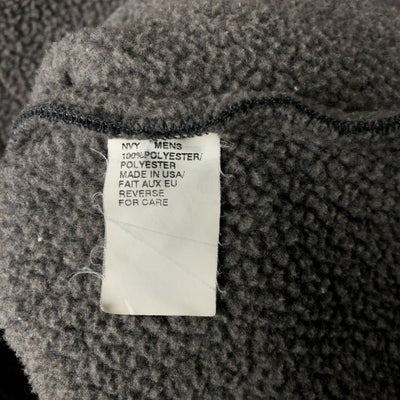 NVY MENS
100%POLYESTER/
POLYESTER
MADE IN USA/
FAIT AUX EU
REVERSE
FOR CARE